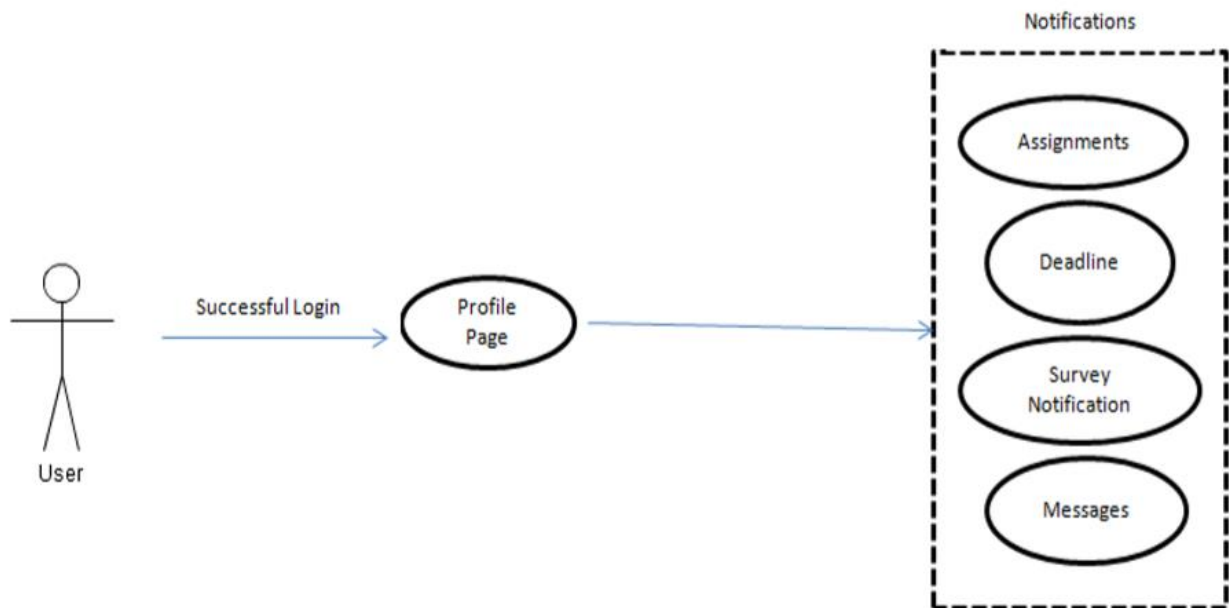 Notifications
Assignments
Deadline
Successful Login
Profile
Page
Survey
Notification
Messages
User